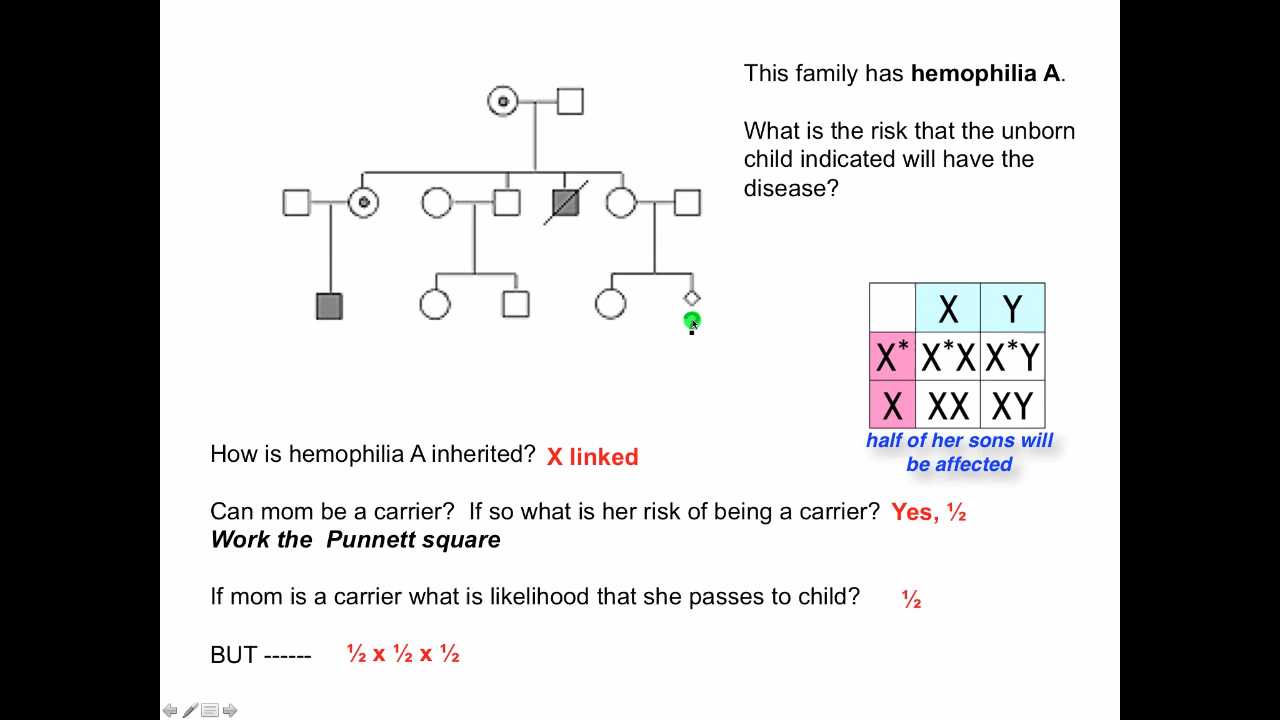 This family has hemophilia A.
What is the risk that the unborn
child indicated will have the
disease?
X Y
X* X*X X*Y
X XX XY
half of her sons will
be affected
How is hemophilia A inherited? X linked
Can mom be a carrier? If so what is her risk of being a carrier? Yes, ½
Work the Punnett square
If mom is a carrier what is likelihood that she passes to child? ½
BUT ------ ½ x ½ x ½